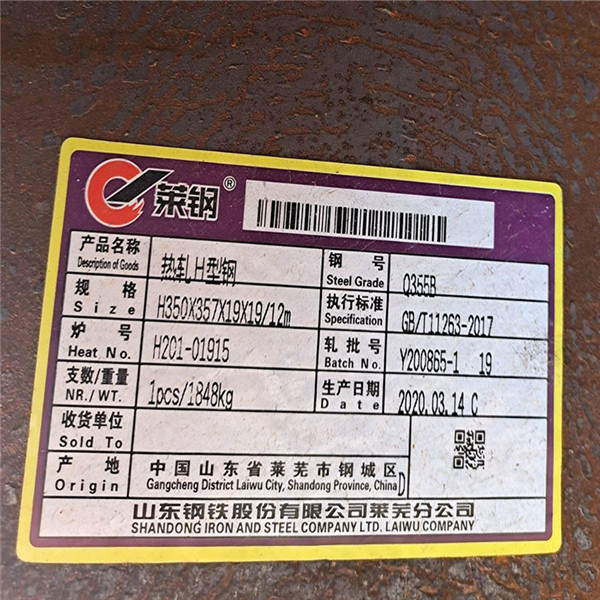 莱钢®
产品名称 热轧H型钢 钢号 Q355B
Description of Goods Steel Grade
规格 H350X357X19X19/12m 执行标准 GB/T11263-2017
Size Specification
炉号 H201-01915 轧批号 Y200865-1 19
Heat No. Batch No.
支数/重量 1pcs/1848kg 生产日期 2020.03.14 C
NR./WT. Date
收货单位
Sold To
产地 中国山东省莱芜市钢城区
Origin Gangcheng District Laiwu City, Shandong Province, China D
山东钢铁股份有限公司莱芜分公司
SHANDONG IRON AND STEEL COMPANY LTD. LAIWU COMPANY